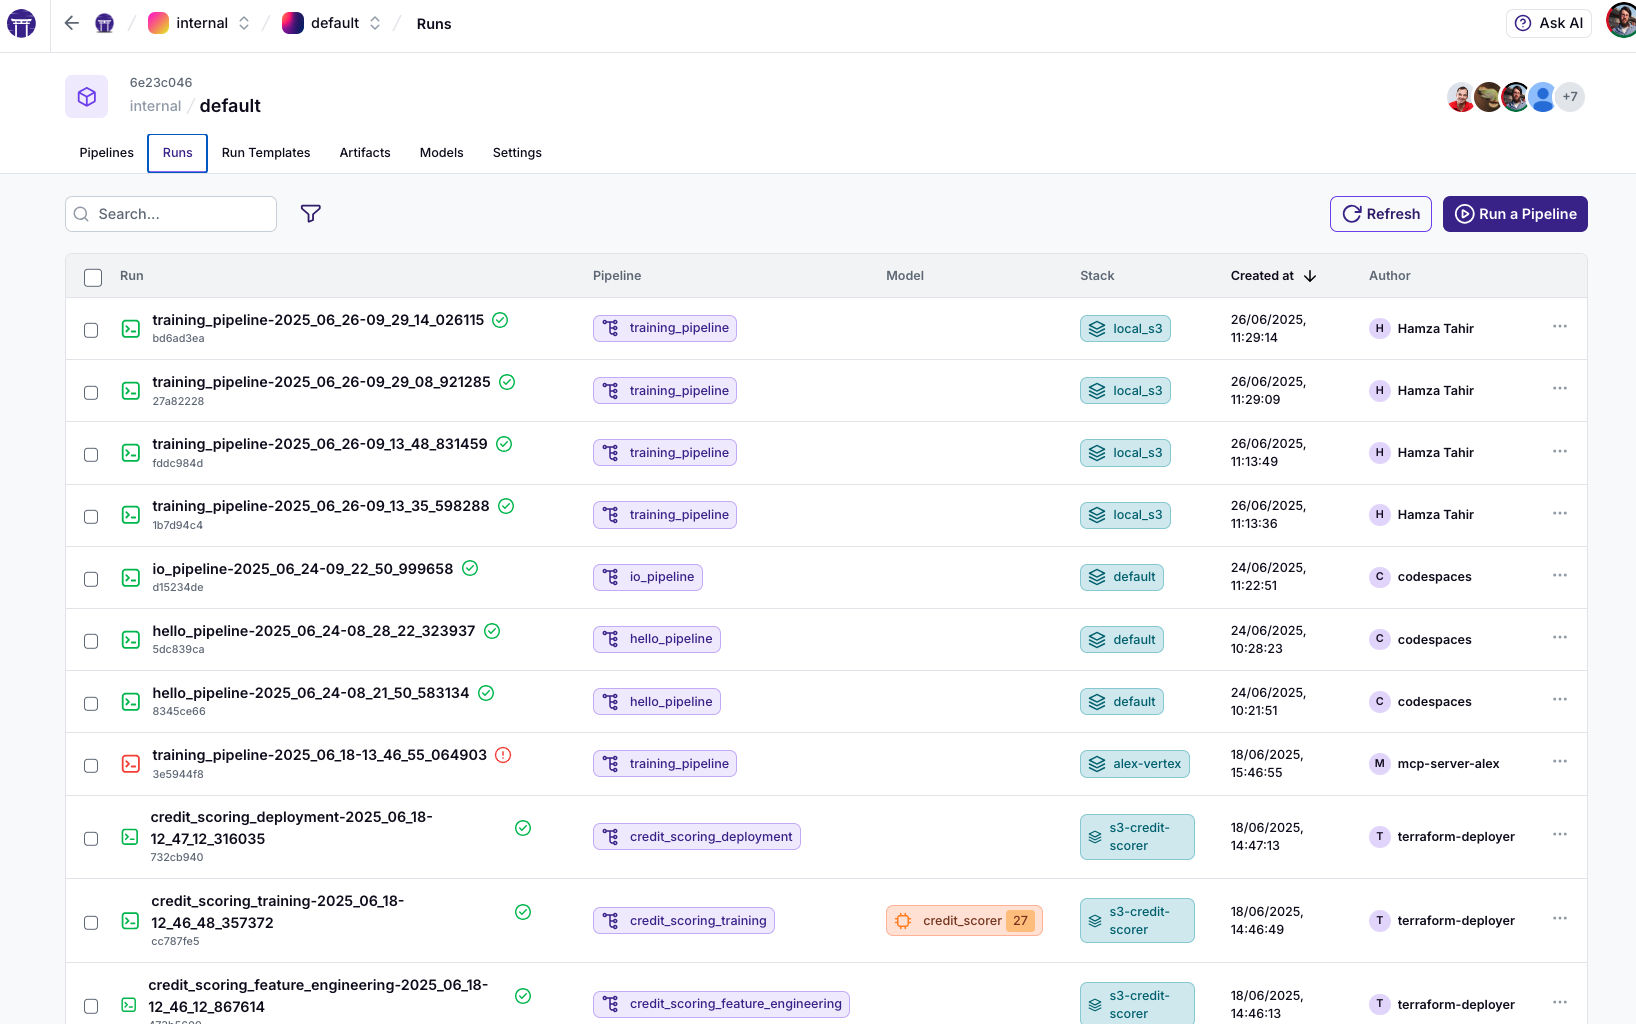 internal / default / Runs
Ask AI
6e23c046
internal / default
+7
Pipelines Runs Run Templates Artifacts Models Settings
Search...
Refresh
Run a Pipeline
Run Pipeline Model Stack Created at Author
training_pipeline-2025_06_26-09_29_14_026115
bd6ad3ea
training_pipeline
local_s3
26/06/2025,
11:29:14
H Hamza Tahir
training_pipeline-2025_06_26-09_29_08_921285
27a82228
training_pipeline
local_s3
26/06/2025,
11:29:09
H Hamza Tahir
training_pipeline-2025_06_26-09_13_48_831459
fddc984d
training_pipeline
local_s3
26/06/2025,
11:13:49
H Hamza Tahir
training_pipeline-2025_06_26-09_13_35_598288
1b7d94c4
training_pipeline
local_s3
26/06/2025,
11:13:36
H Hamza Tahir
io_pipeline-2025_06_24-09_22_50_999658
d15234de
io_pipeline
default
24/06/2025,
11:22:51
C codespaces
hello_pipeline-2025_06_24-08_28_22_323937
5dc839ca
hello_pipeline
default
24/06/2025,
10:28:23
C codespaces
hello_pipeline-2025_06_24-08_21_50_583134
8345ce66
hello_pipeline
default
24/06/2025,
10:21:51
C codespaces
training_pipeline-2025_06_18-13_46_55_064903
3e5944f8
training_pipeline
alex-vertex
18/06/2025,
15:46:55
M mcp-server-alex
credit_scoring_deployment-2025_06_18-
12_47_12_316035
732cb940
credit_scoring_deployment
s3-credit-
scorer
18/06/2025,
14:47:13
T terraform-deployer
credit_scoring_training-2025_06_18-
12_46_48_357372
cc787fe5
credit_scoring_training
credit_scorer 27
s3-credit-
scorer
18/06/2025,
14:46:49
T terraform-deployer
credit_scoring_feature_engineering-2025_06_18-
12_46_12_867614
credit_scoring_feature_engineering
s3-credit-
scorer
18/06/2025,
14:46:13
T terraform-deployer